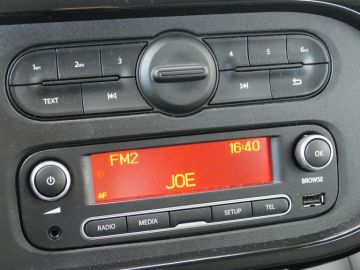 1 2 3 4 5 6
TEXT
FM2 16:40
JOE
AF
OK
BROWSE
RADIO MEDIA SETUP TEL